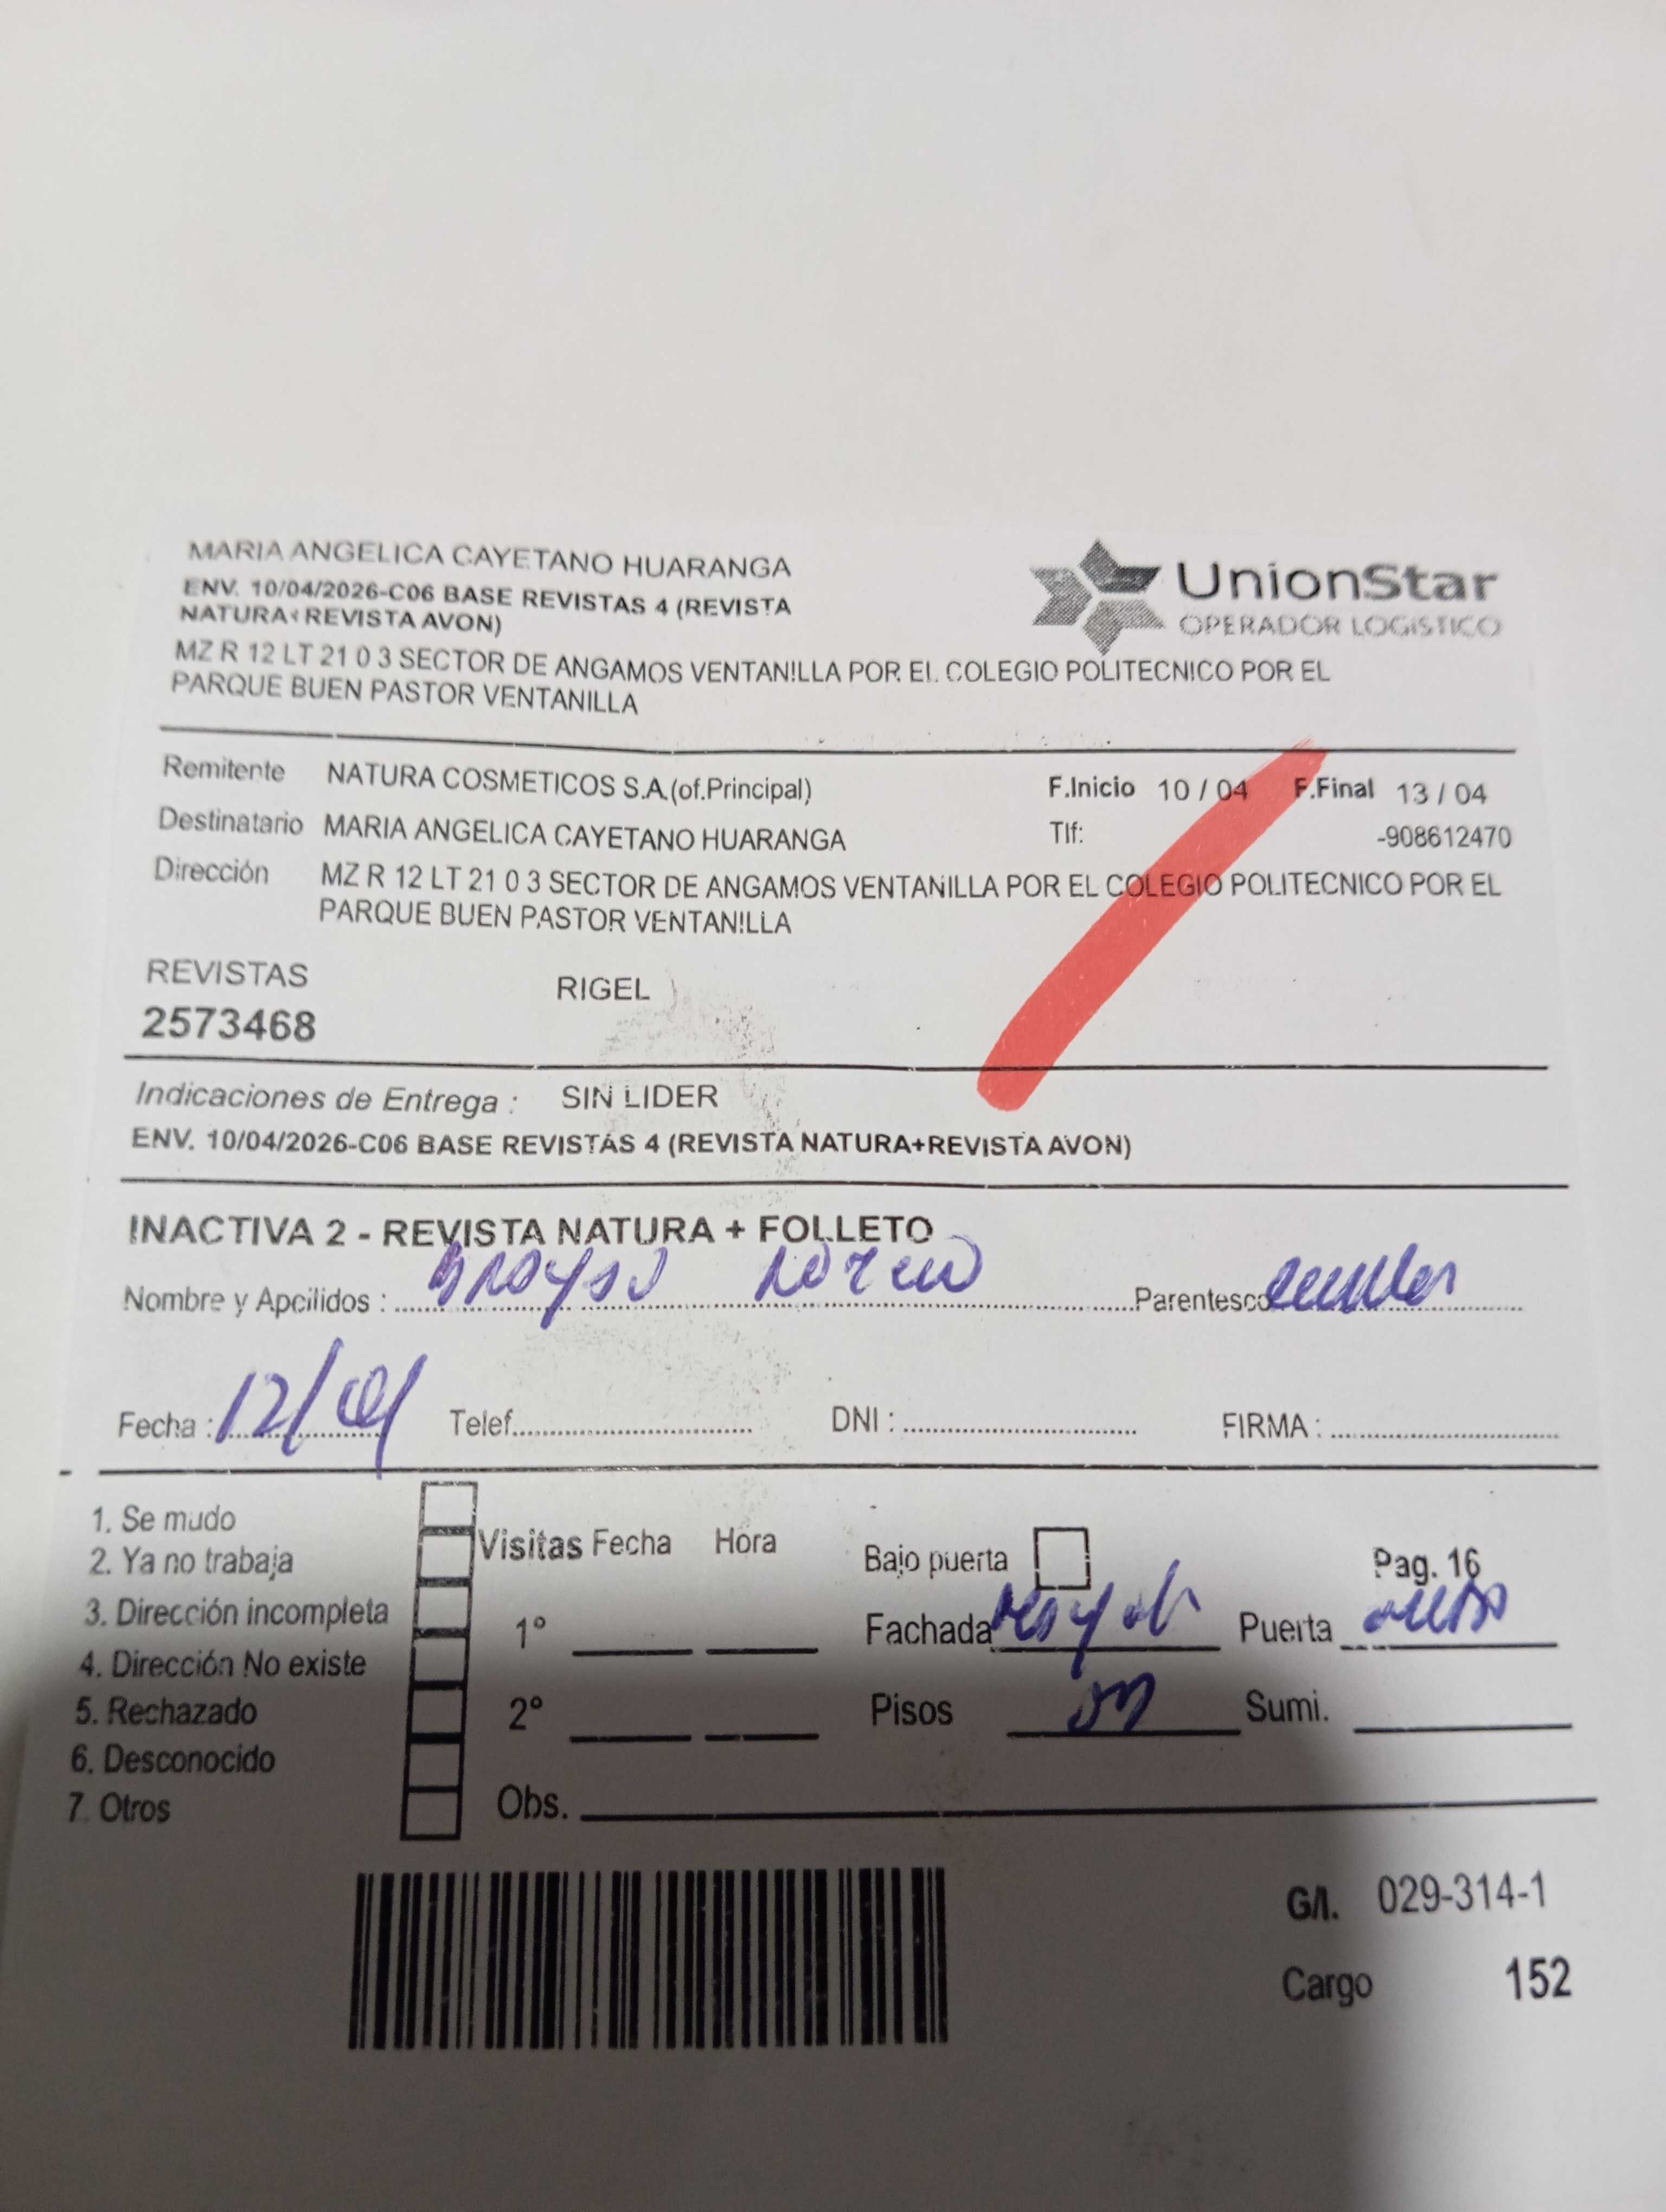 MARIA ANGELICA CAYETANO HUARANGA
ENV. 10/04/2026-C06 BASE REVISTAS 4 (REVISTA
NATURA+REVISTA AVON)
MZ R 12 LT 21 0 3 SECTOR DE ANGAMOS VENTANILLA POR EL COLEGIO POLITECNICO POR EL
PARQUE BUEN PASTOR VENTANILLA
UnionStar
OPERADOR LOGISTICO
Remitente NATURA COSMETICOS S.A.(of.Principal) F.Inicio 10 / 04 F.Final 13 / 04
Destinatario MARIA ANGELICA CAYETANO HUARANGA Tlf: -908612470
Dirección MZ R 12 LT 21 0 3 SECTOR DE ANGAMOS VENTANILLA POR EL COLEGIO POLITECNICO POR EL
PARQUE BUEN PASTOR VENTANILLA
REVISTAS RIGEL
2573468
Indicaciones de Entrega : SIN LIDER
ENV. 10/04/2026-C06 BASE REVISTAS 4 (REVISTA NATURA+REVISTA AVON)
INACTIVA 2 - REVISTA NATURA + FOLLETO
Nombre y Apellidos : Parentesco
Fecha : 12/04 Telef. DNI : FIRMA :
1. Se mudo
2. Ya no trabaja
3. Dirección incompleta
4. Dirección No existe
5. Rechazado
6. Desconocido
7. Otros
Visitas Fecha Hora
1°
2°
Obs.
Bajo puerta Pag. 16
Fachada Puerta
Pisos Sumi.
G/I. 029-314-1
Cargo 152